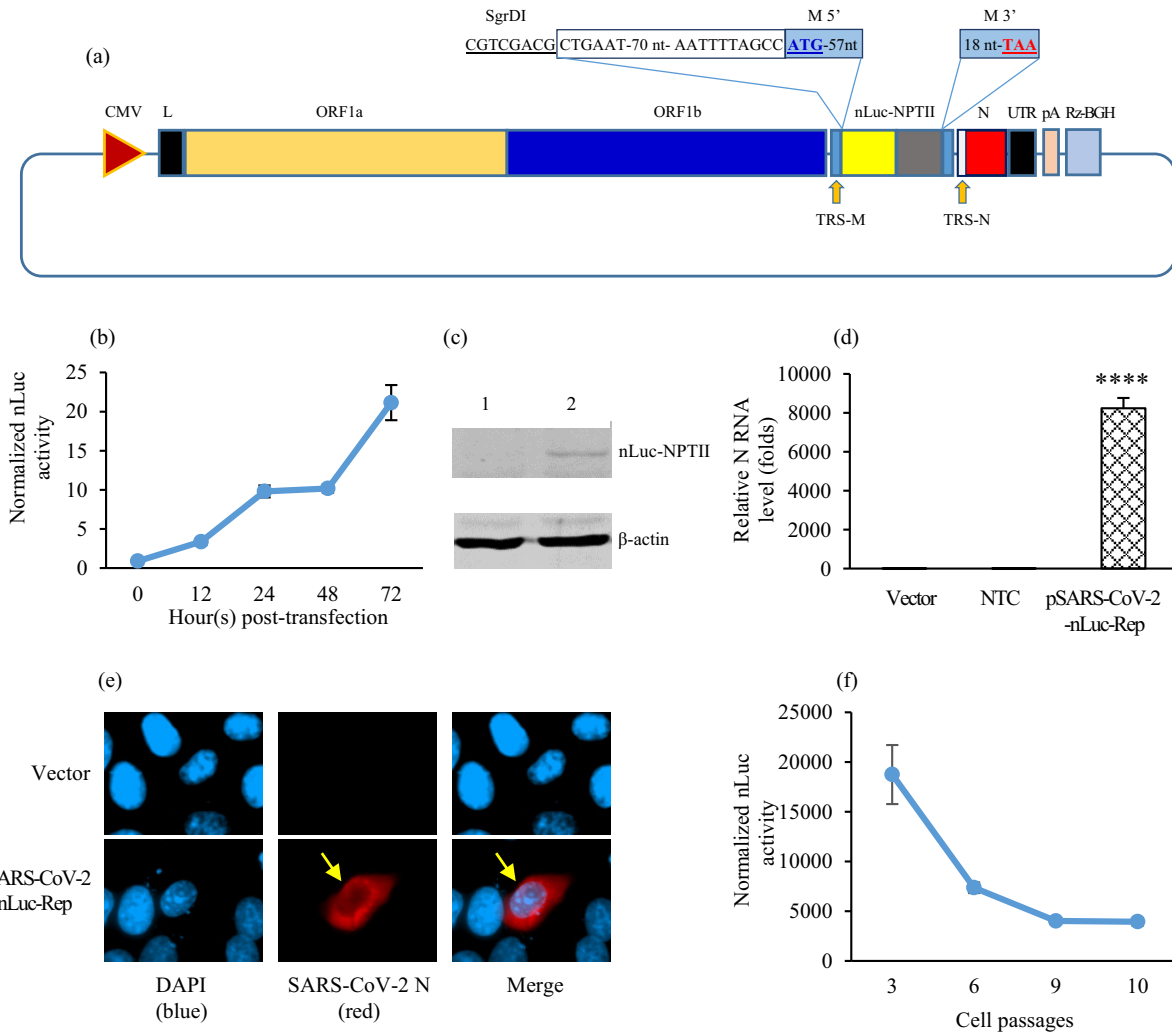 SgrDI M 5’ M 3’
CGTCGACG CTGAAT-70 nt- AATTTTAGCC ATG-57nt 18 nt-TAA
(a)
CMV L ORF1a ORF1b nLuc-NPTII N UTR pA Rz-BGH
TRS-M TRS-N
(b)
Normalized nLuc
activity
25
20
15
10
5
0
0 12 24 48 72
Hour(s) post-transfection
(c)
1 2
nLuc-NPTII
β-actin
(d)
Relative N RNA
level (folds)
10000
8000
6000
4000
2000
0
****
Vector NTC pSARS-CoV-2
-nLuc-Rep
(e)
Vector
ARS-CoV-2
nLuc-Rep
DAPI
(blue)
SARS-CoV-2 N
(red)
Merge
(f)
Normalized nLuc
activity
25000
20000
15000
10000
5000
0
3 6 9 10
Cell passages